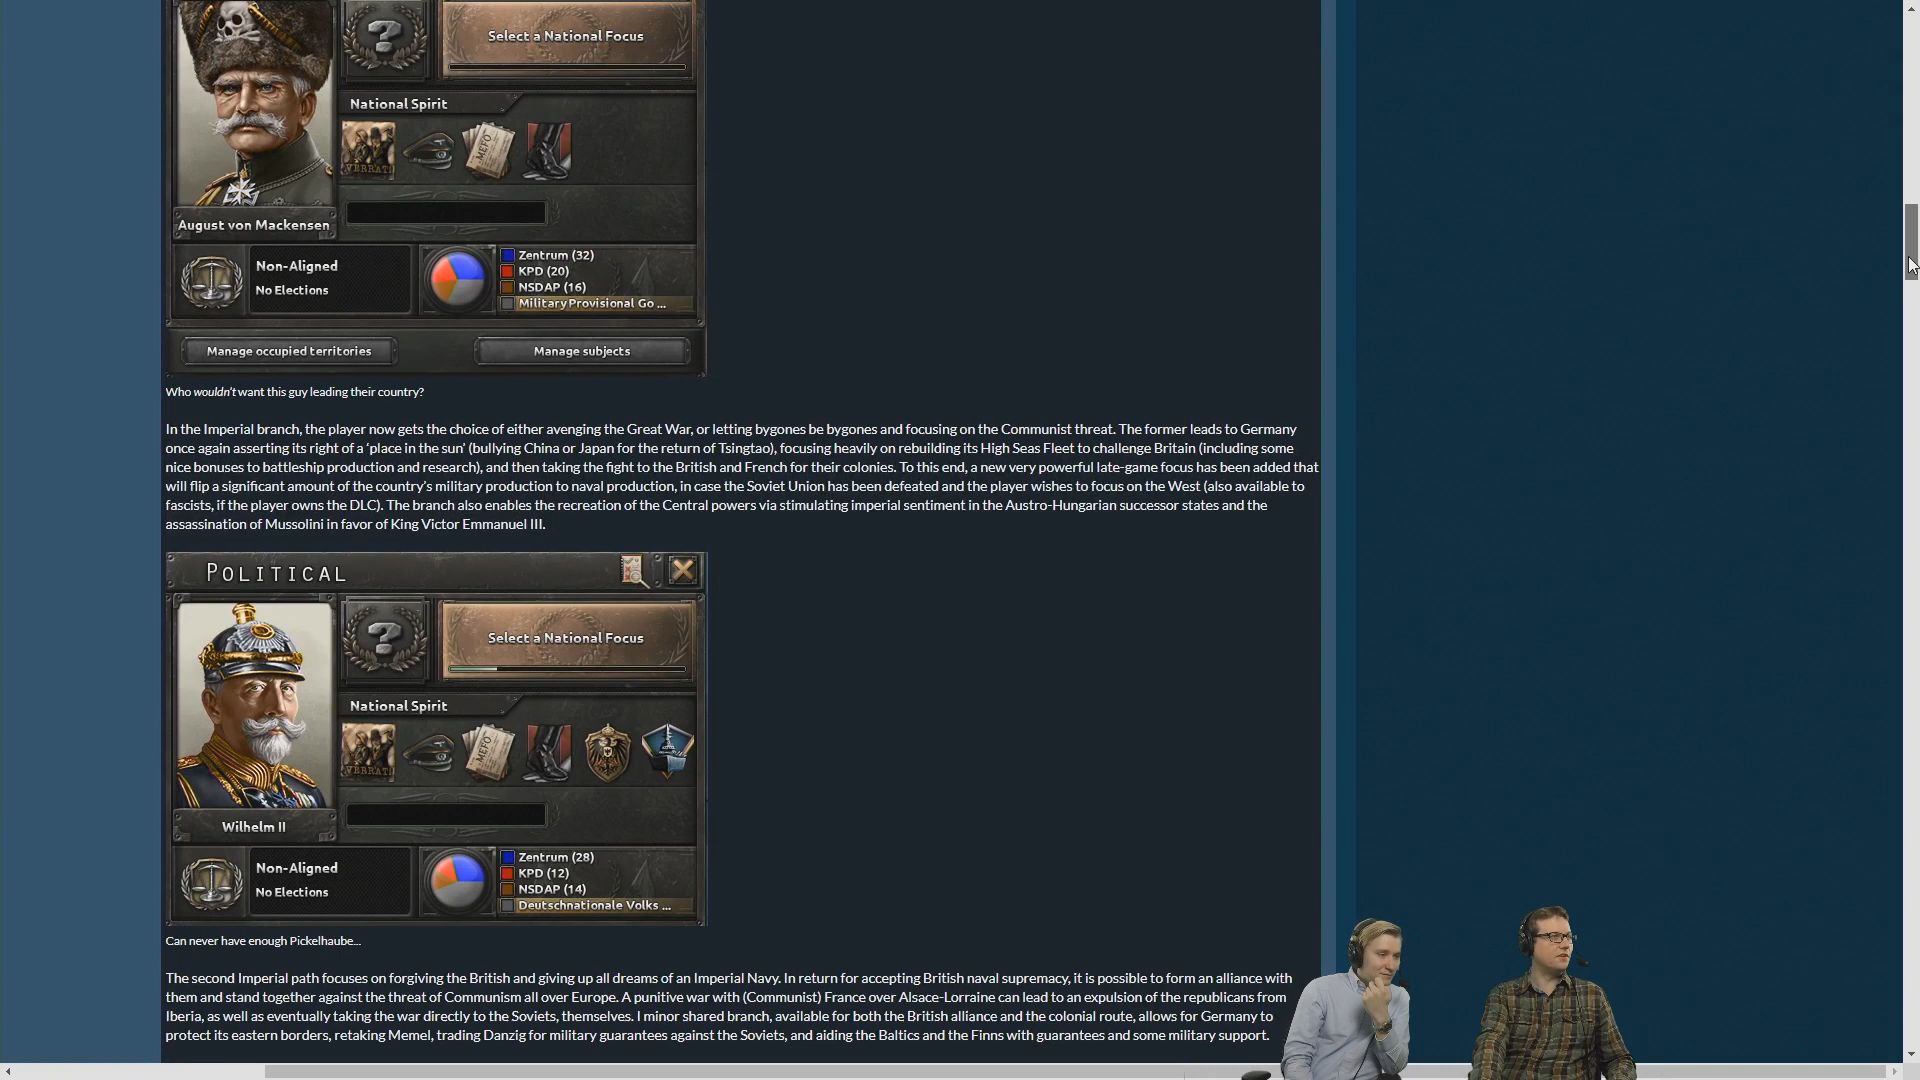 Select a National Focus
National Spirit
VERRAT!
MEFO
August von Mackensen
Non-Aligned
No Elections
Zentrum (32)
KPD (20)
NSDAP (16)
Military Provisional Go ...
Manage occupied territories
Manage subjects
Who wouldn't want this guy leading their country?
In the Imperial branch, the player now gets the choice of either avenging the Great War, or letting bygones be bygones and focusing on the Communist threat. The former leads to Germany
once again asserting its right of a ‘place in the sun’ (bullying China or Japan for the return of Tsingtao), focusing heavily on rebuilding its High Seas Fleet to challenge Britain (including some
nice bonuses to battleship production and research), and then taking the fight to the British and French for their colonies. To this end, a new very powerful late-game focus has been added that
will flip a significant amount of the country's military production to naval production, in case the Soviet Union has been defeated and the player wishes to focus on the West (also available to
fascists, if the player owns the DLC). The branch also enables the recreation of the Central powers via stimulating imperial sentiment in the Austro-Hungarian successor states and the
assassination of Mussolini in favor of King Victor Emmanuel III.
POLITICAL
Select a National Focus
National Spirit
VERRAT!
MEFO
Wilhelm II
Non-Aligned
No Elections
Zentrum (28)
KPD (12)
NSDAP (14)
Deutschnationale Volks ...
Can never have enough Pickelhaube...
The second Imperial path focuses on forgiving the British and giving up all dreams of an Imperial Navy. In return for accepting British naval supremacy, it is possible to form an alliance with
them and stand together against the threat of Communism all over Europe. A punitive war with (Communist) France over Alsace-Lorraine can lead to an expulsion of the republicans from
Iberia, as well as eventually taking the war directly to the Soviets, themselves. I minor shared branch, available for both the British alliance and the colonial route, allows for Germany to
protect its eastern borders, retaking Memel, trading Danzig for military guarantees against the Soviets, and aiding the Baltics and the Finns with guarantees and some military support.